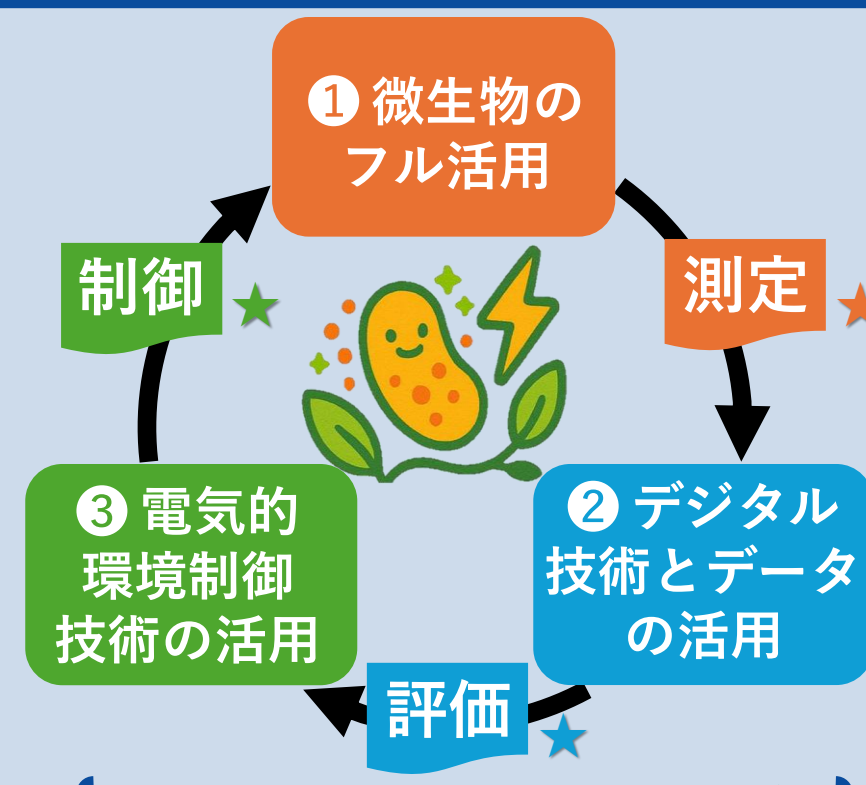 ❶ 微生物の
フル活用
測定
❷ デジタル
技術とデータ
の活用
評価
❸ 電気的
環境制御
技術の活用
制御